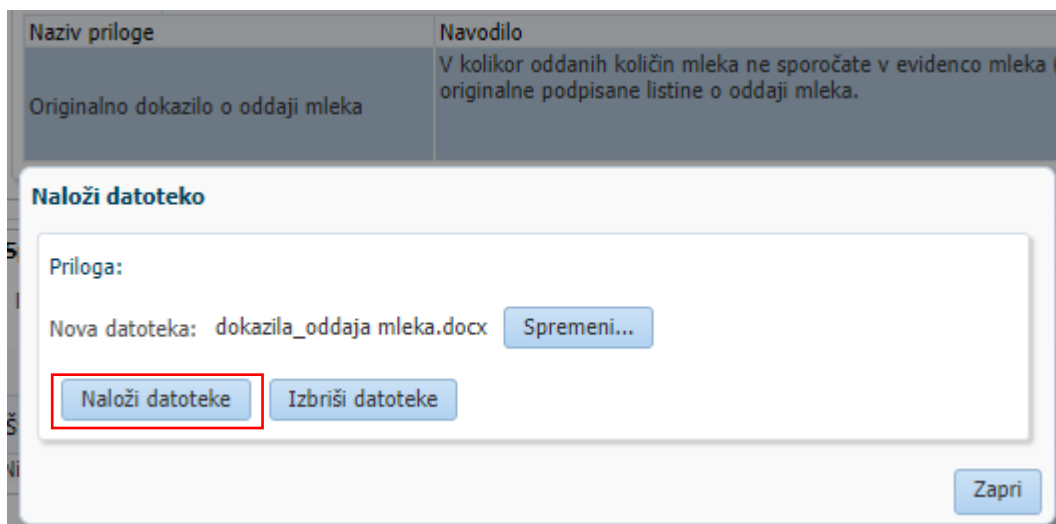 Naziv priloge Navodilo
V kolikor oddanih količin mleka ne sporočate v evidenco mleka (
Originalno dokazilo o oddaji mleka originalne podpisane listine o oddaji mleka.
Naloži datoteko
Priloga:
Nova datoteka: dokazila_oddaja mleka.docx Spremeni...
Naloži datoteke Izbriši datoteke
Zapri